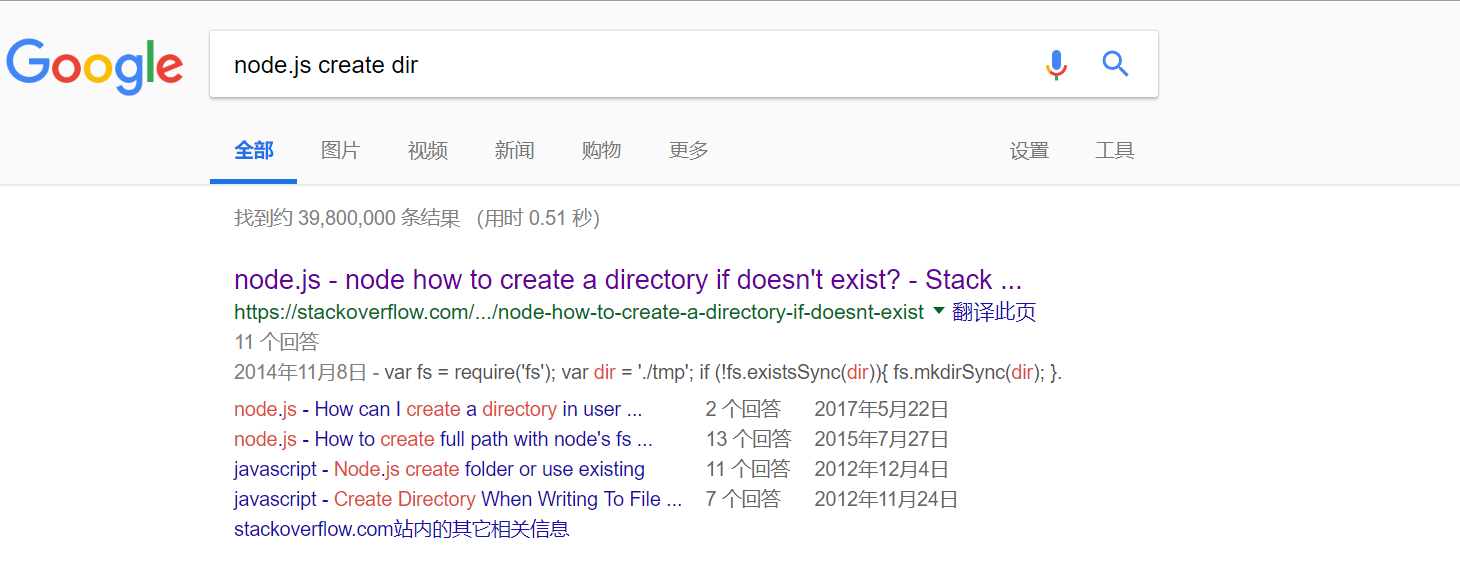 Google
node.js create dir
全部 图片 视频 新闻 购物 更多 设置 工具
找到约 39,800,000 条结果 （用时 0.51 秒）
node.js - node how to create a directory if doesn't exist? - Stack ...
https://stackoverflow.com/.../node-how-to-create-a-directory-if-doesnt-exist 翻译此页
11 个回答
2014年11月8日 - var fs = require('fs'); var dir = './tmp'; if (!fs.existsSync(dir)){ fs.mkdirSync(dir); }.
node.js - How can I create a directory in user ... 2 个回答 2017年5月22日
node.js - How to create full path with node's fs ... 13 个回答 2015年7月27日
javascript - Node.js create folder or use existing 11 个回答 2012年12月4日
javascript - Create Directory When Writing To File ... 7 个回答 2012年11月24日
stackoverflow.com站内的其它相关信息